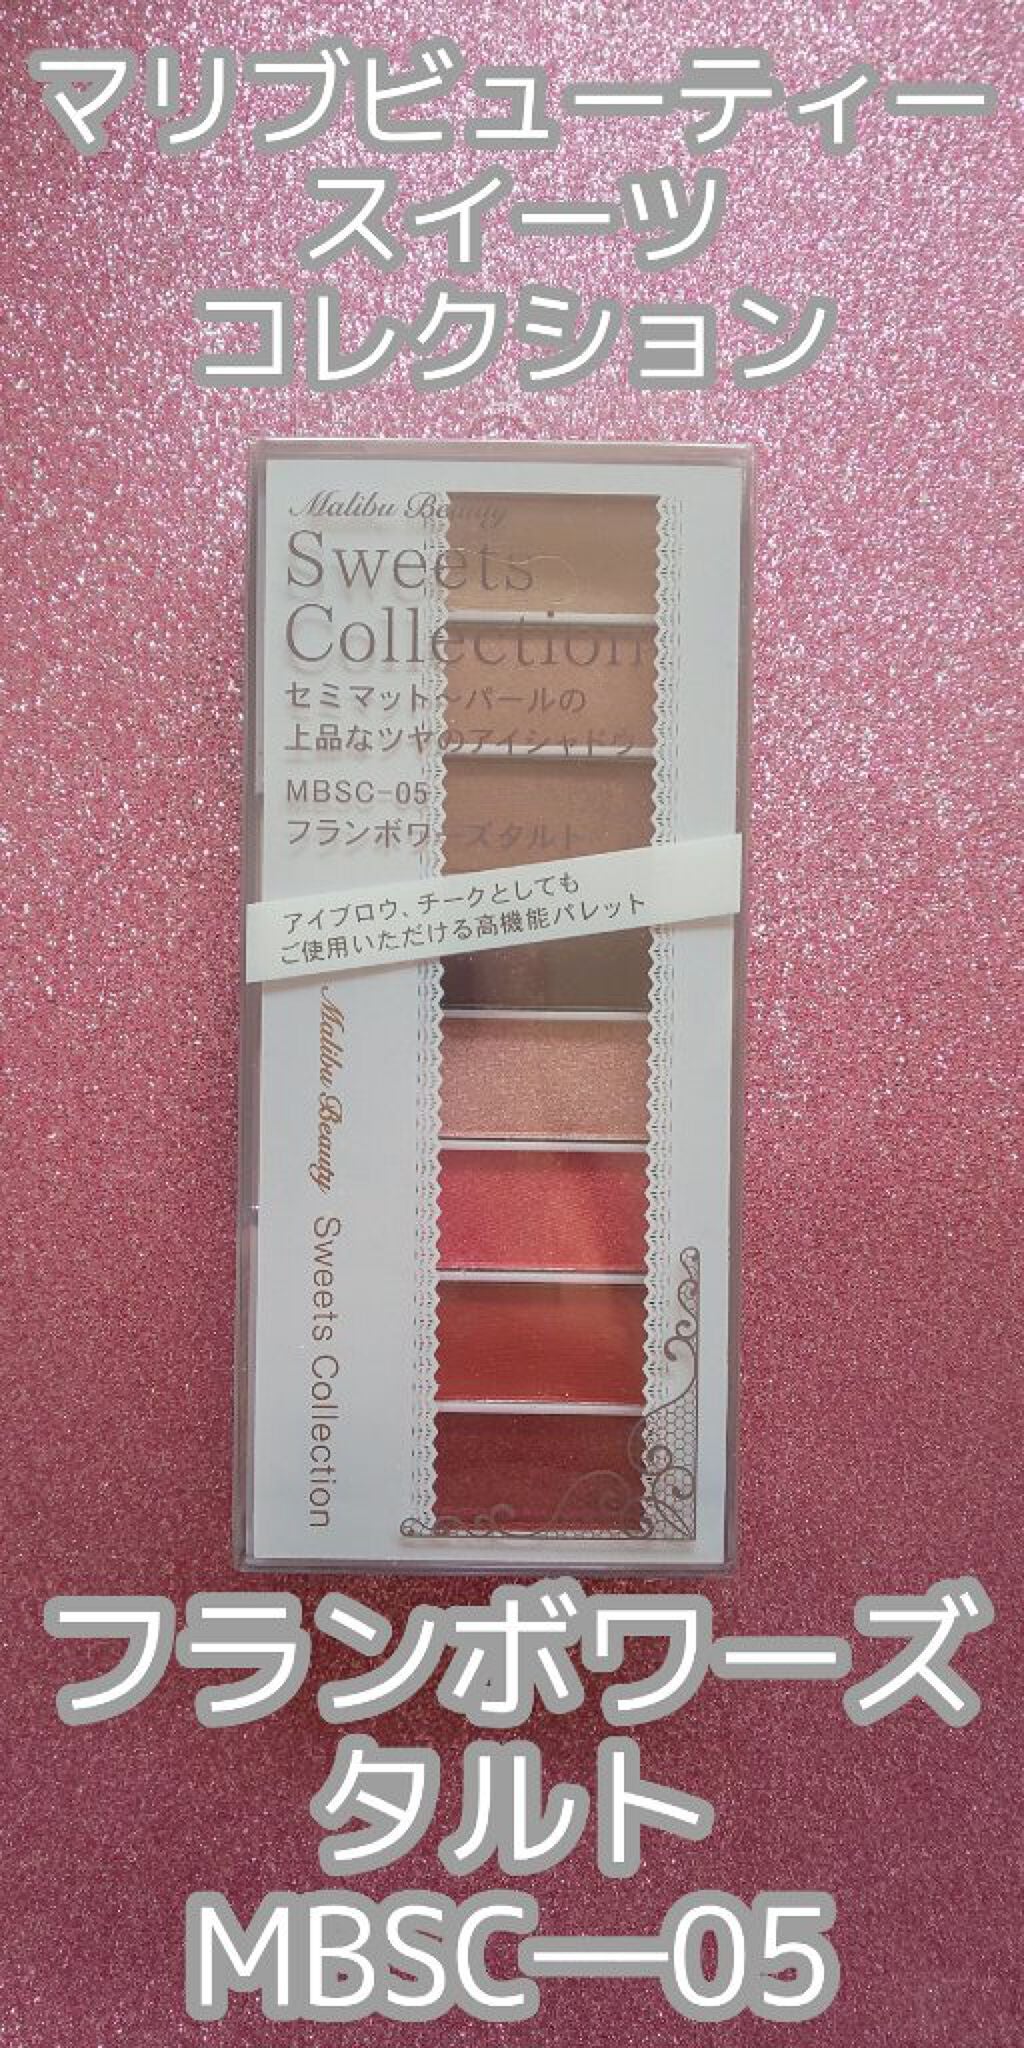 マリブビューティー
スイーツ
コレクション
Malibu Beauty
Sweets
Collection
セミマット～パールの
上品なツヤのアイシャドウ
MBSC-05
フランボワーズタルト
アイブロウ、チークとしても
ご使用いただける高機能パレット
Malibu Beauty Sweets Collection
フランボワーズ
タルト
MBSC―05